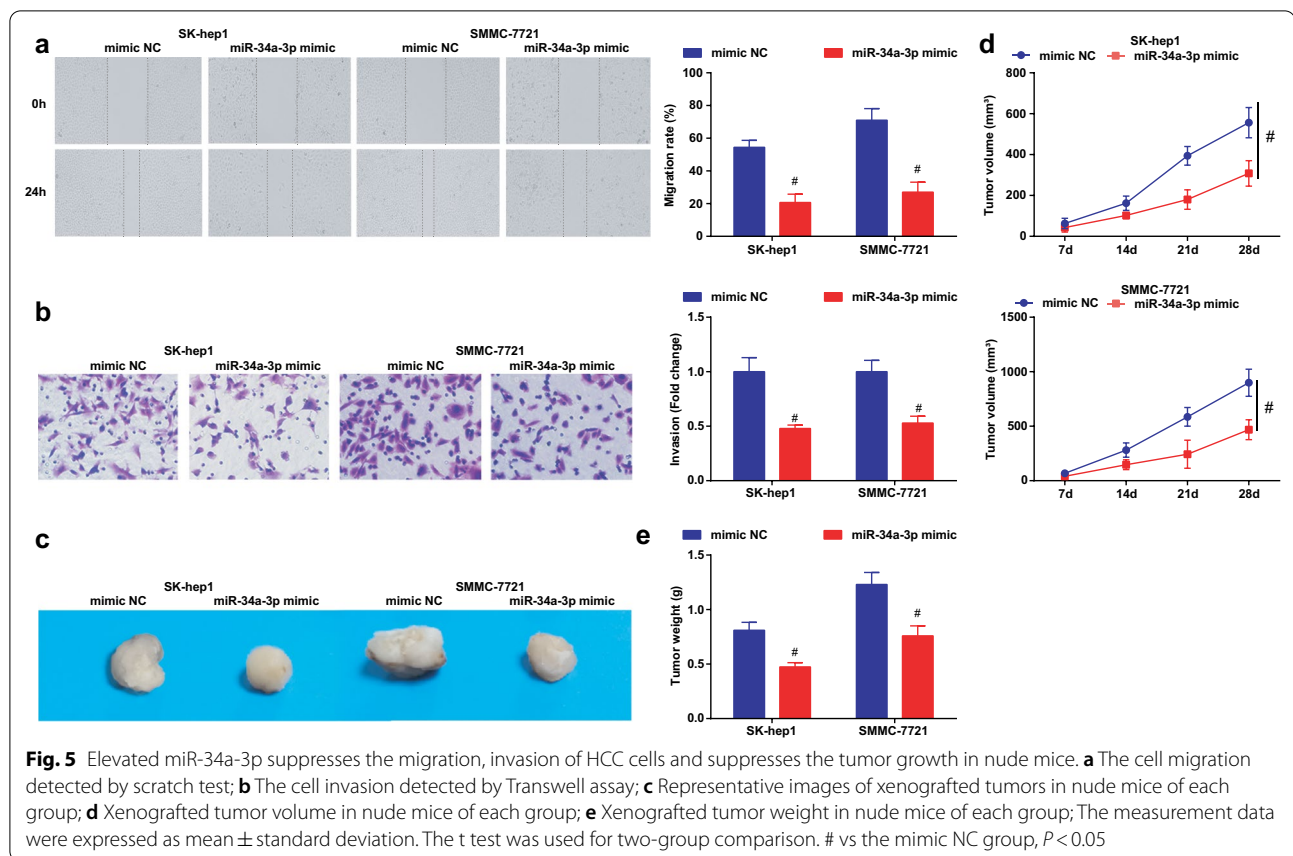 a
SK-hep1 SMMC-7721
mimic NC miR-34a-3p mimic mimic NC miR-34a-3p mimic
0h
24h
mimic NC miR-34a-3p mimic
Migration rate (%)
100
80
60
40
20
0
# #
SK-hep1 SMMC-7721
d
SK-hep1
mimic NC miR-34a-3p mimic
Tumor volume (mm³)
800
600
400
200
0
#
7d 14d 21d 28d
b
SK-hep1 SMMC-7721
mimic NC miR-34a-3p mimic mimic NC miR-34a-3p mimic
mimic NC miR-34a-3p mimic
Invasion (Fold change)
1.5
1.0
0.5
0.0
# #
SK-hep1 SMMC-7721
SMMC-7721
mimic NC miR-34a-3p mimic
Tumor volume (mm³)
1500
1000
500
0
#
7d 14d 21d 28d
c
SK-hep1 SMMC-7721
mimic NC miR-34a-3p mimic mimic NC miR-34a-3p mimic
e
mimic NC miR-34a-3p mimic
Tumor weight (g)
1.5
1.0
0.5
0.0
# #
SK-hep1 SMMC-7721
Fig. 5 Elevated miR-34a-3p suppresses the migration, invasion of HCC cells and suppresses the tumor growth in nude mice. a The cell migration
detected by scratch test; b The cell invasion detected by Transwell assay; c Representative images of xenografted tumors in nude mice of each
group; d Xenografted tumor volume in nude mice of each group; e Xenografted tumor weight in nude mice of each group; The measurement data
were expressed as mean ± standard deviation. The t test was used for two-group comparison. # vs the mimic NC group, P < 0.05